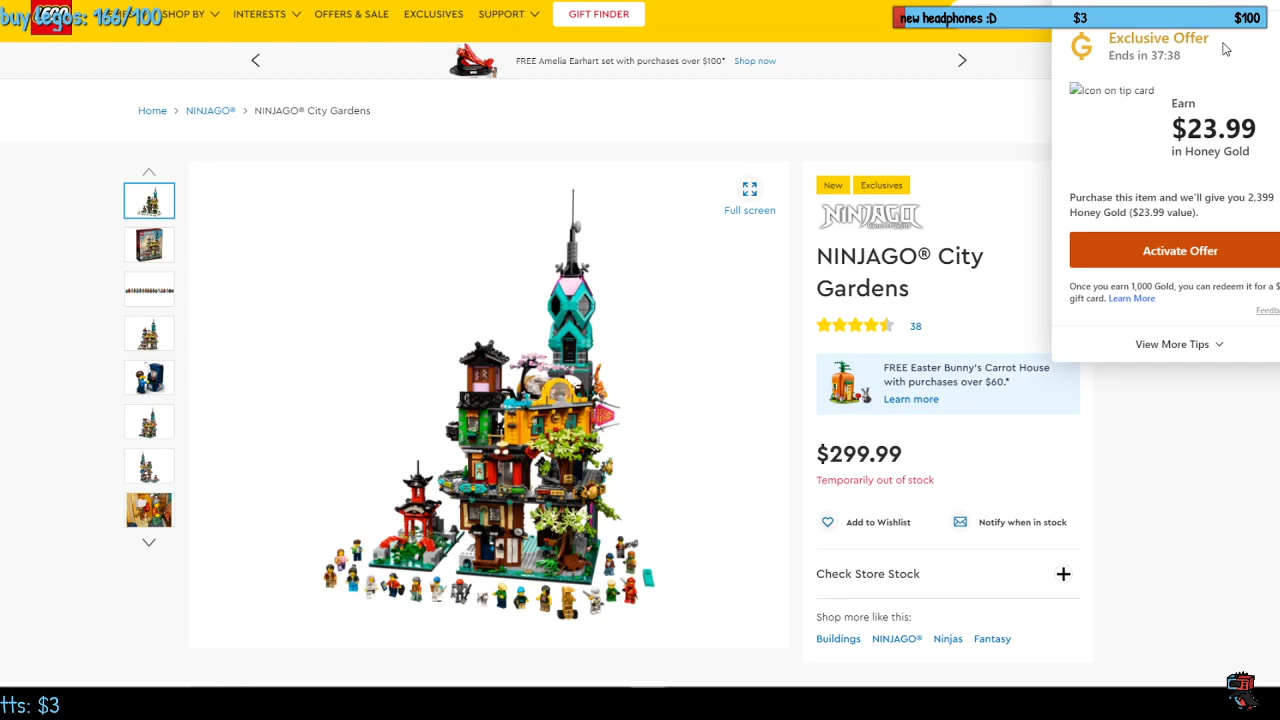 buy legos: 166/100
SHOP BY
INTERESTS
OFFERS & SALE
EXCLUSIVES
SUPPORT
GIFT FINDER
new headphones :D
$3
$100
FREE Amelia Earhart set with purchases over $100*
Shop now
Exclusive Offer
Ends in 37:38
Icon on tip card
Earn
$23.99
in Honey Gold
Purchase this item and we'll give you 2,399
Honey Gold ($23.99 value).
Activate Offer
Once you earn 1,000 Gold, you can redeem it for a $
gift card. Learn More
View More Tips
Home > NINJAGO® > NINJAGO® City Gardens
Full screen
New
Exclusives
NINJAGO
NINJAGO® City
Gardens
38
FREE Easter Bunny's Carrot House
with purchases over $60.*
Learn more
$299.99
Temporarily out of stock
Add to Wishlist
Notify when in stock
Check Store Stock
Shop more like this:
Buildings
NINJAGO®
Ninjas
Fantasy
tts: $3